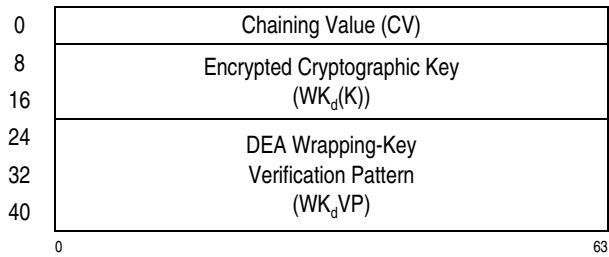 0 Chaining Value (CV)
8 Encrypted Cryptographic Key
16 (WKd(K))
24 DEA Wrapping-Key
32 Verification Pattern
40 (WKdVP)
0 63